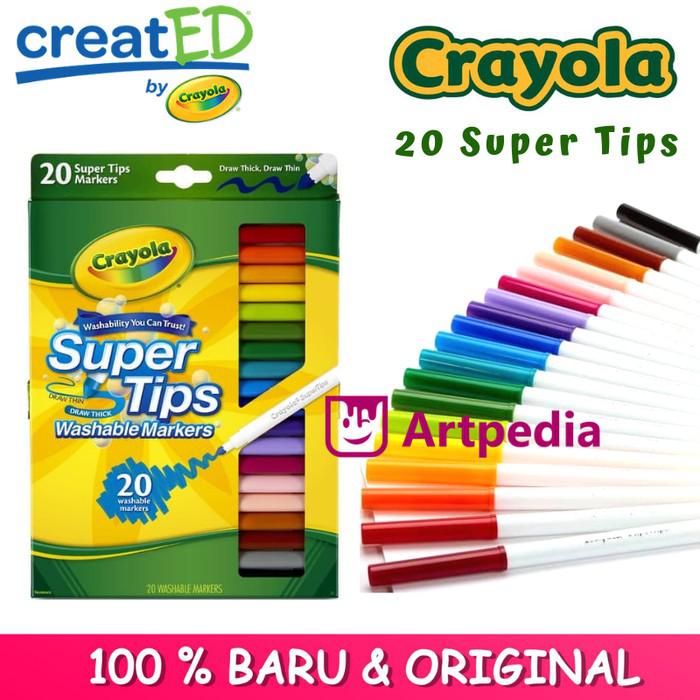 creatED
by Crayola
Crayola
20 Super Tips
20 Super Tips
Markers
Draw Thick, Draw Thin
Crayola
Washability You Can Trust!
Super
Tips
DRAW THIN
DRAW THICK
Washable Markers
Crayola SuperTips
20
washable
markers
20 WASHABLE MARKERS
Artpedia
100 % BARU & ORIGINAL